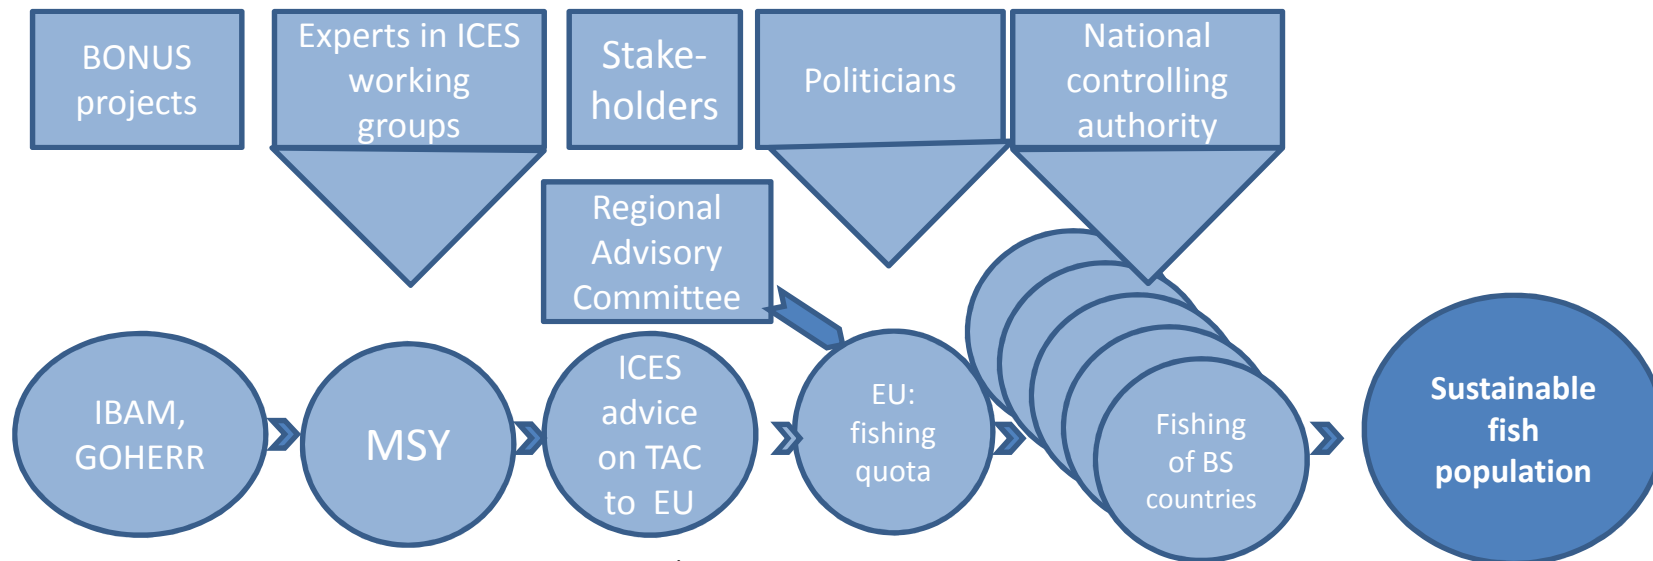 BONUS
projects
Experts in ICES
working
groups
Stake-
holders
Politicians
National
controlling
authority
Regional
Advisory
Committee
IBAM,
GOHERR
MSY
ICES
advice
on TAC
to EU
EU:
fishing
quota
Fishing
of BS
countries
Sustainable
fish
population